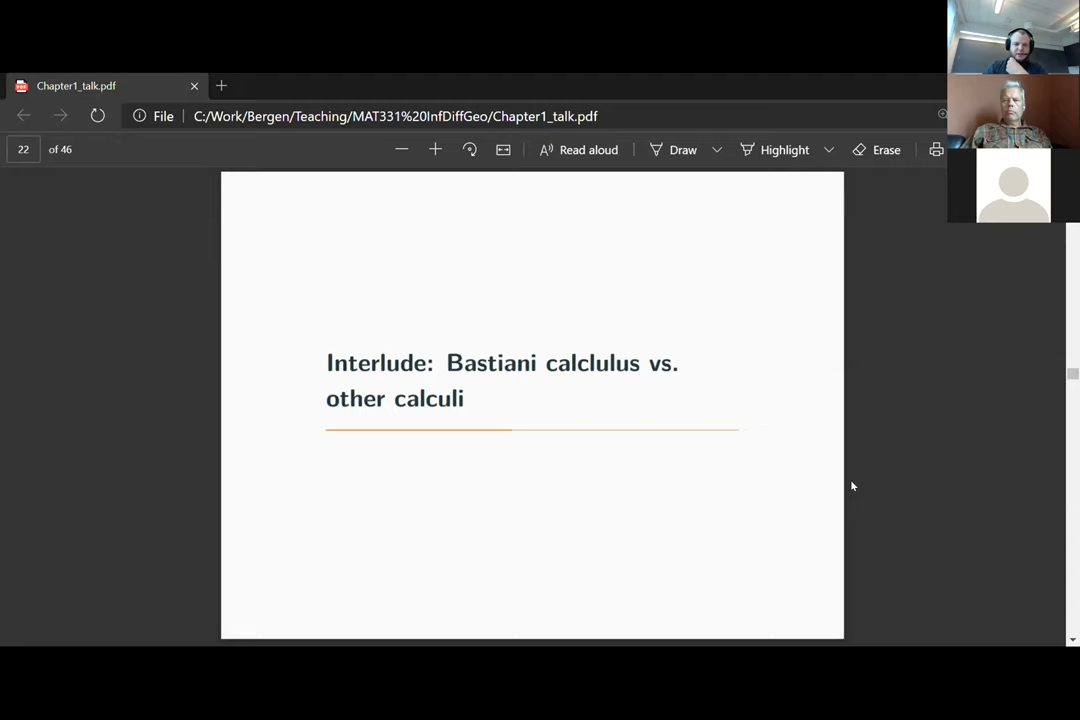 Chapter1_talk.pdf
File C:/Work/Bergen/Teaching/MAT331%20InfDiffGeo/Chapter1_talk.pdf
22 of 46 Read aloud Draw Highlight Erase
Interlude: Bastiani calclulus vs.
other calculi